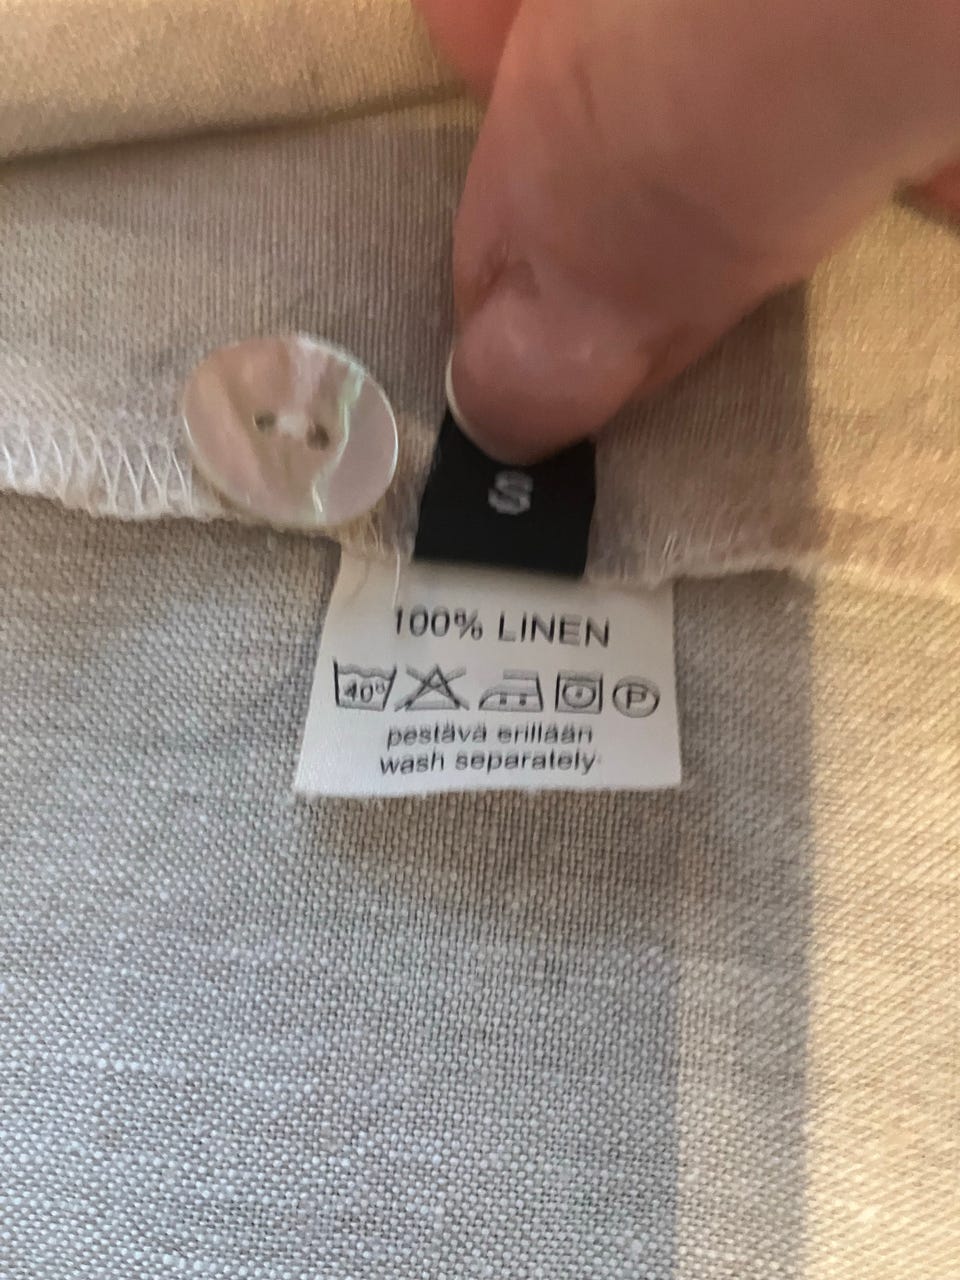 S
100% LINEN
40° P
pestävä erillään
wash separately